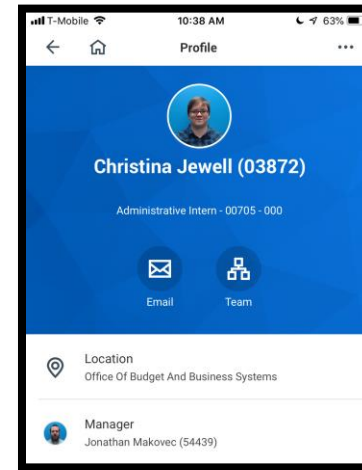 T-Mobile 10:38 AM 63%
Profile
Christina Jewell (03872)
Administrative Intern - 00705 - 000
Email Team
Location
Office Of Budget And Business Systems
Manager
Jonathan Makovec (54439)